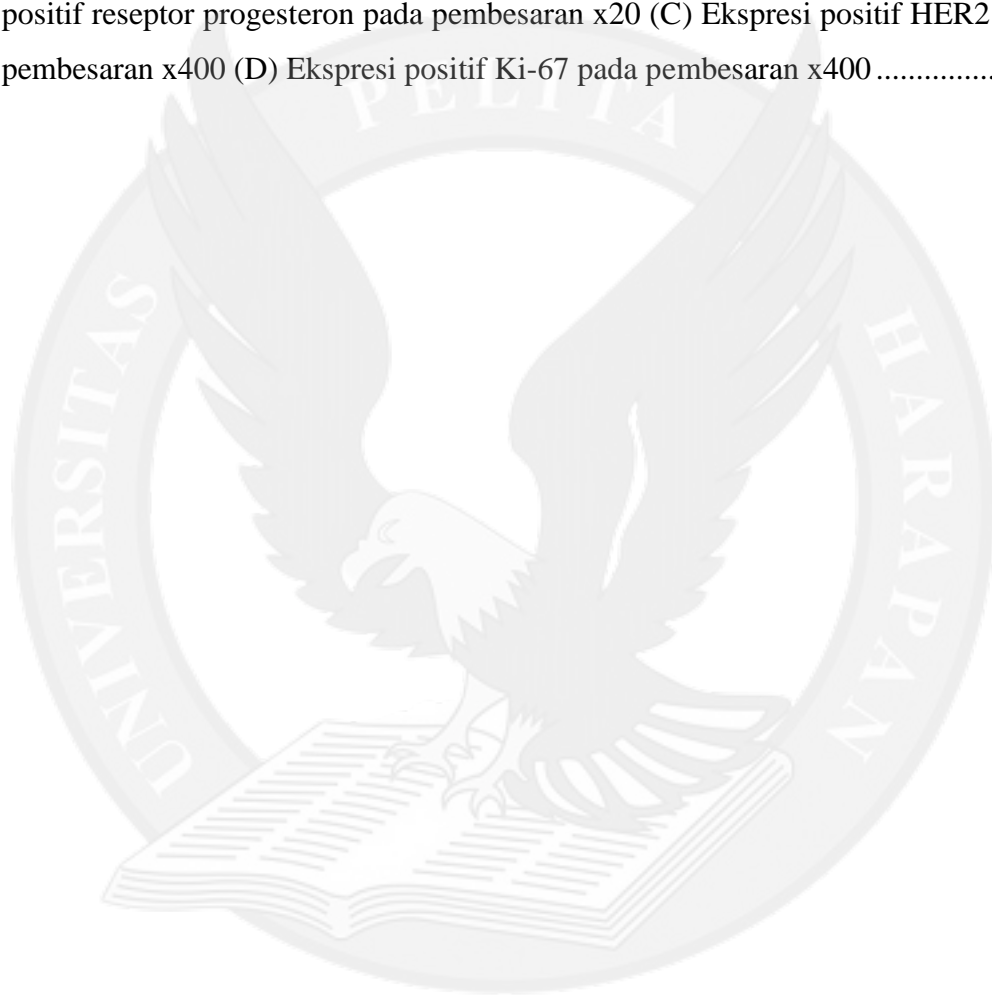 positif reseptor progesteron pada pembesaran x20 (C) Ekspresi positif HER2
pembesaran x400 (D) Ekspresi positif Ki-67 pada pembesaran x400 ...............
UNIVERSITAS PELITA HARAPAN